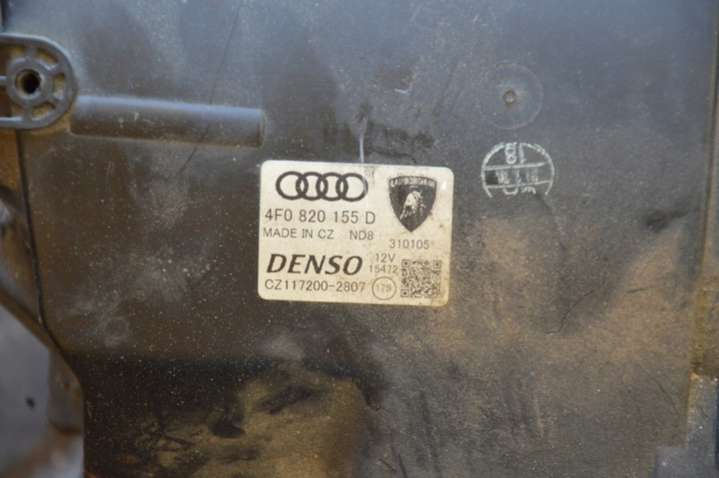 4F0 820 155 D
MADE IN CZ ND8
310105
DENSO
12V
15472
CZ117200-2807